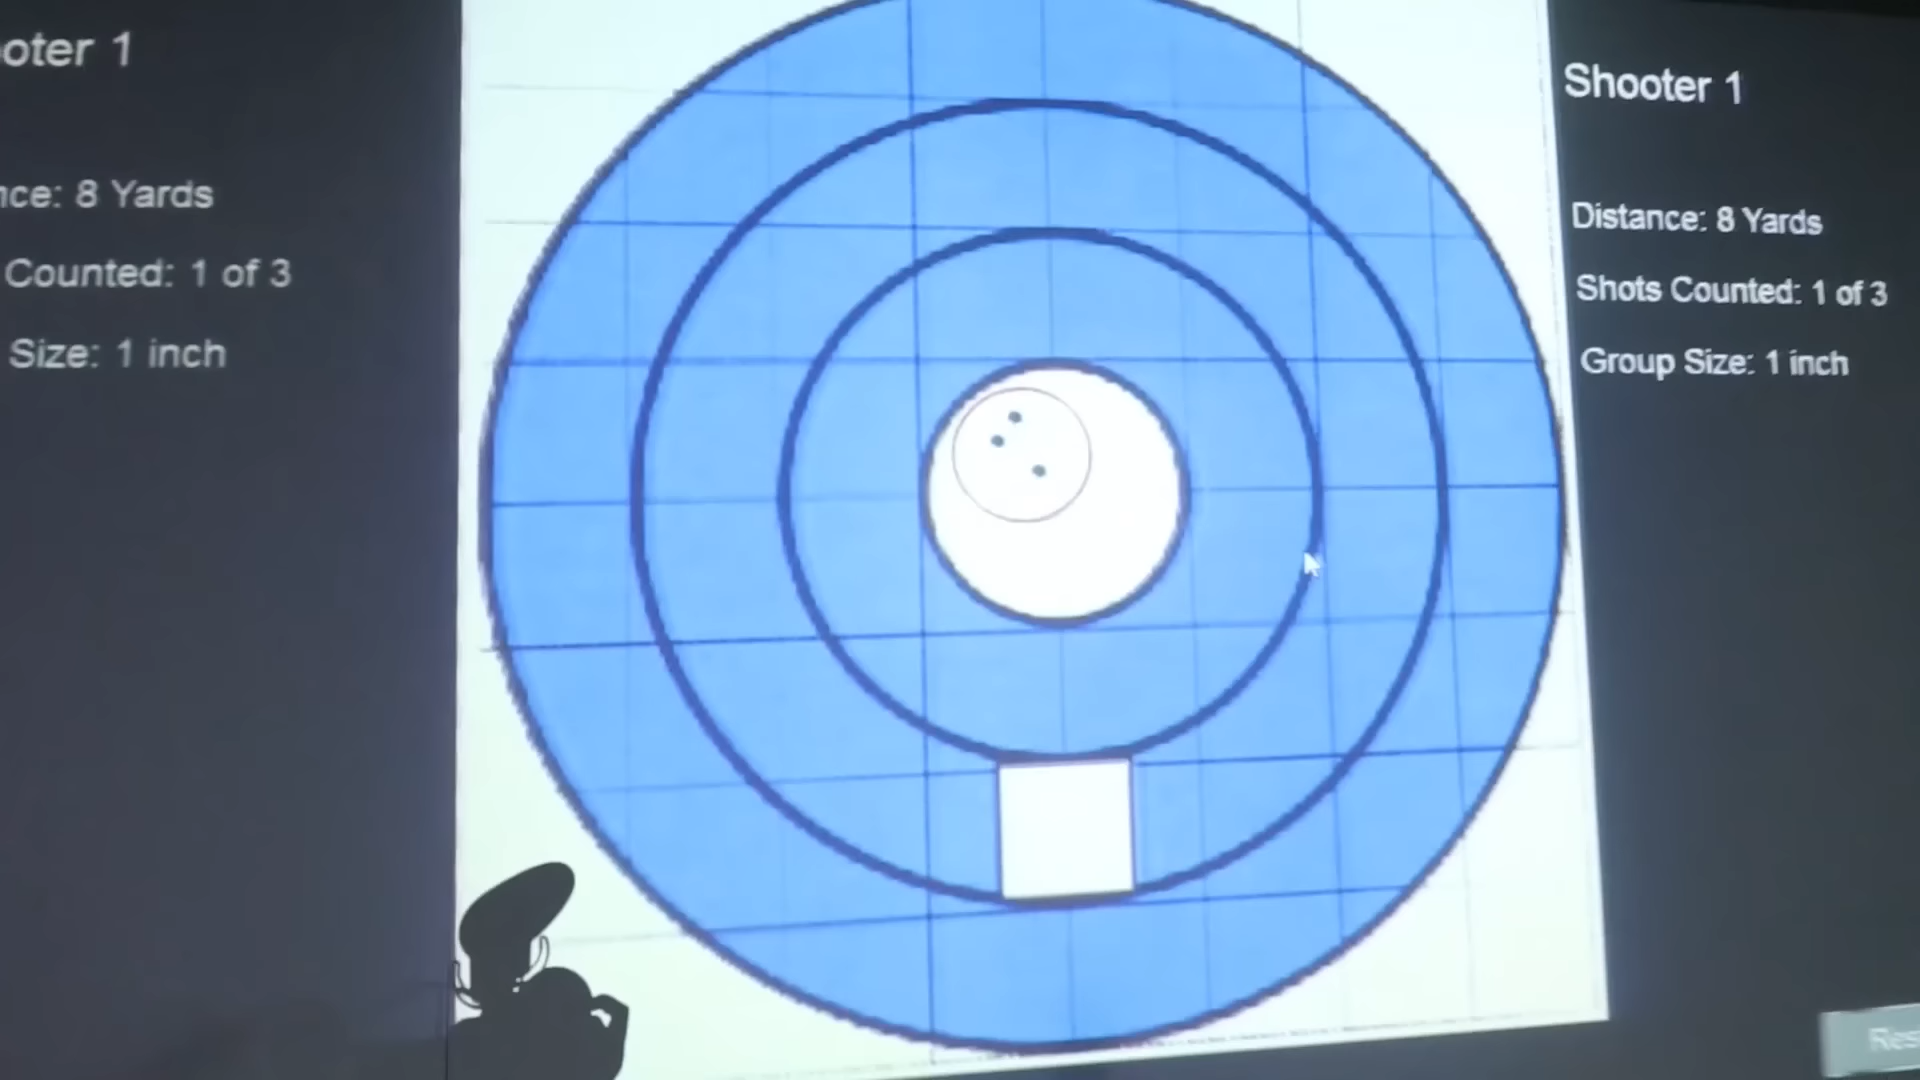 oter 1
nce: 8 Yards
Counted: 1 of 3
Size: 1 inch
Shooter 1
Distance: 8 Yards
Shots Counted: 1 of 3
Group Size: 1 inch
Res